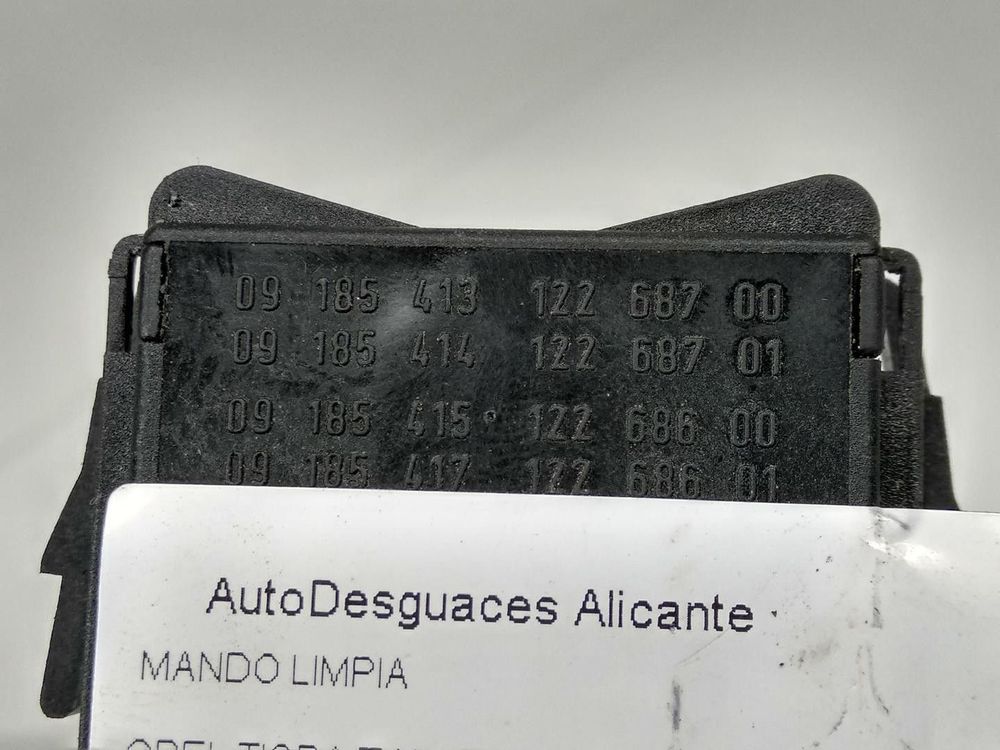 09 185 413 122 687 00
09 185 414 122 687 01
09 185 415 122 686 00
09 185 417 122 686 01
AutoDesguaces Alicante
MANDO LIMPIA
OPEL